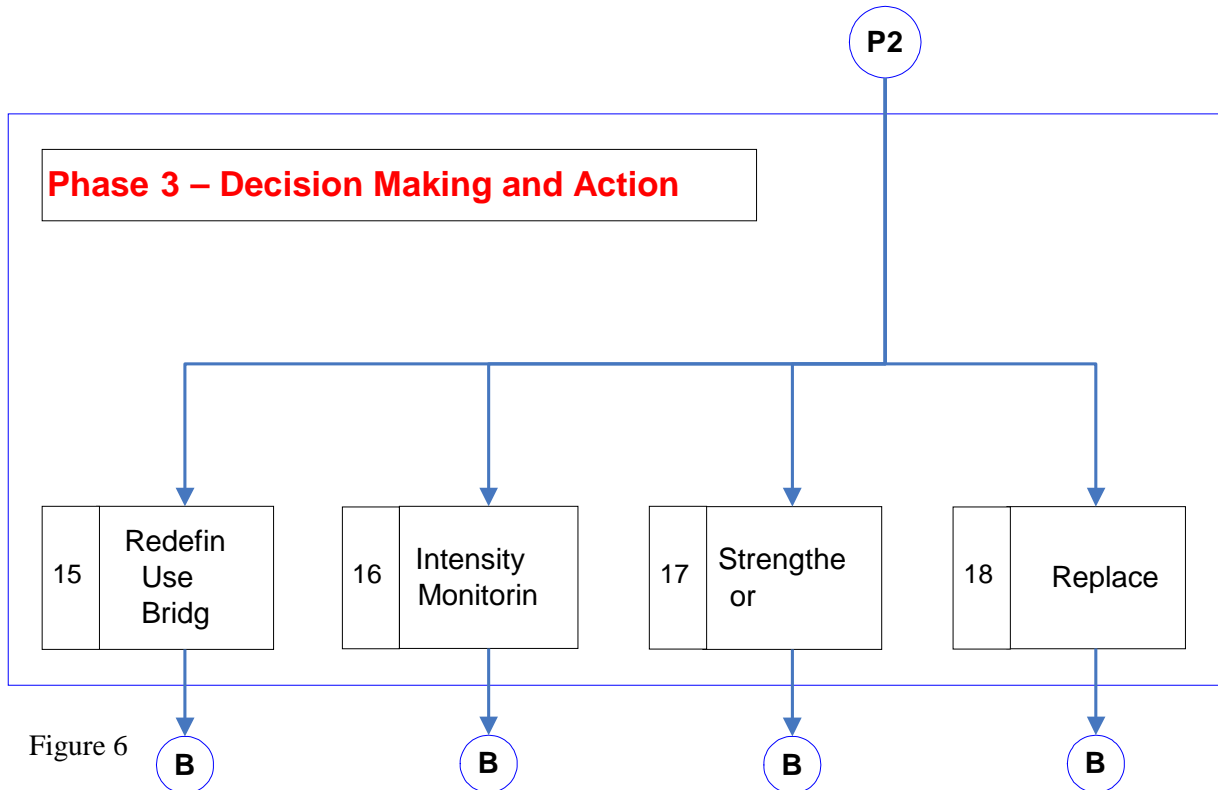 P2
Phase 3 – Decision Making and Action
15
Redefin
Use
Bridg
16
Intensity
Monitorin
17
Strengthe
or
18
Replace
Figure 6
B
B
B
B